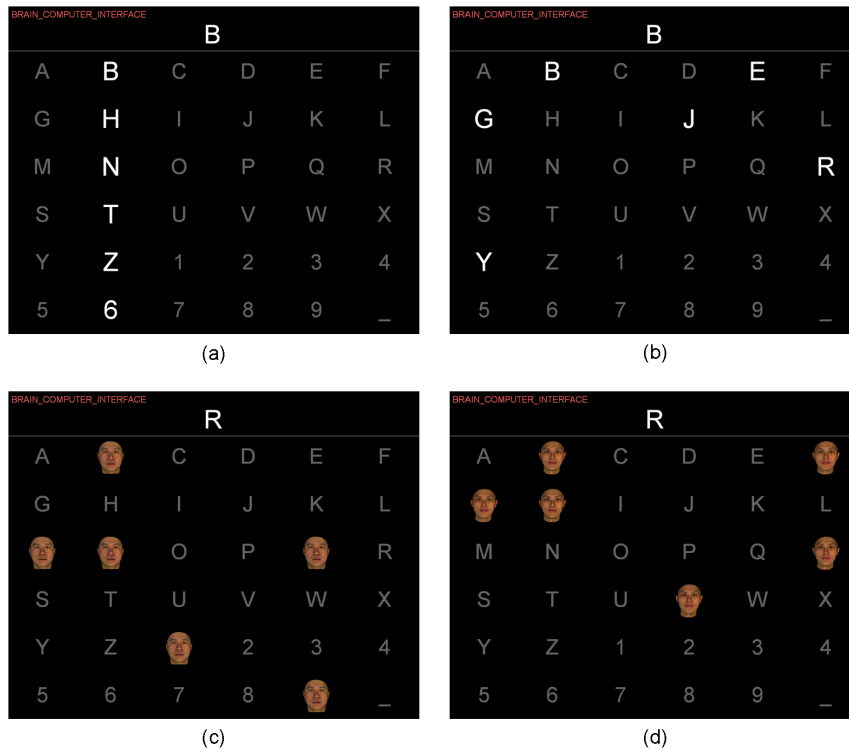 BRAIN_COMPUTER_INTERFACE
B
A B C D E F
G H I J K L
M N O P Q R
S T U V W X
Y Z 1 2 3 4
5 6 7 8 9 _
(a)
BRAIN_COMPUTER_INTERFACE
B
A B C D E F
G H I J K L
M N O P Q R
S T U V W X
Y Z 1 2 3 4
5 6 7 8 9 _
(b)
BRAIN_COMPUTER_INTERFACE
R
A C D E F
G H I J K L
O P R
S T U V W X
Y Z 2 3 4
5 6 7 8 _
(c)
BRAIN_COMPUTER_INTERFACE
R
A C D E
I J K L
M N O P Q
S T U W X
Y Z 1 2 3 4
5 6 7 8 9 _
(d)